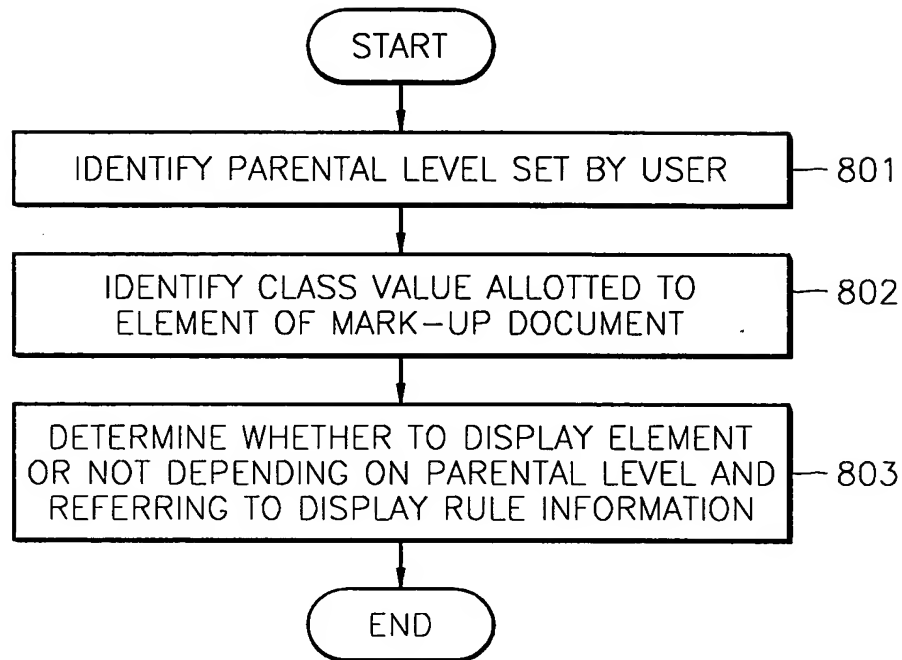 START
IDENTIFY PARENTAL LEVEL SET BY USER
801
IDENTIFY CLASS VALUE ALLOTTED TO
ELEMENT OF MARK-UP DOCUMENT
802
DETERMINE WHETHER TO DISPLAY ELEMENT
OR NOT DEPENDING ON PARENTAL LEVEL AND
REFERRING TO DISPLAY RULE INFORMATION
803
END